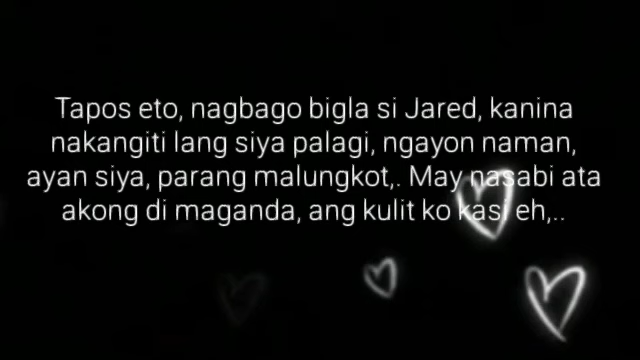 Tapos eto, nagbago bigla si Jared, kanina
nakangiti lang siya palagi, ngayon naman,
ayan siya, parang malungkot,. May nasabi ata
akong di maganda, ang kulit ko kasi eh,..